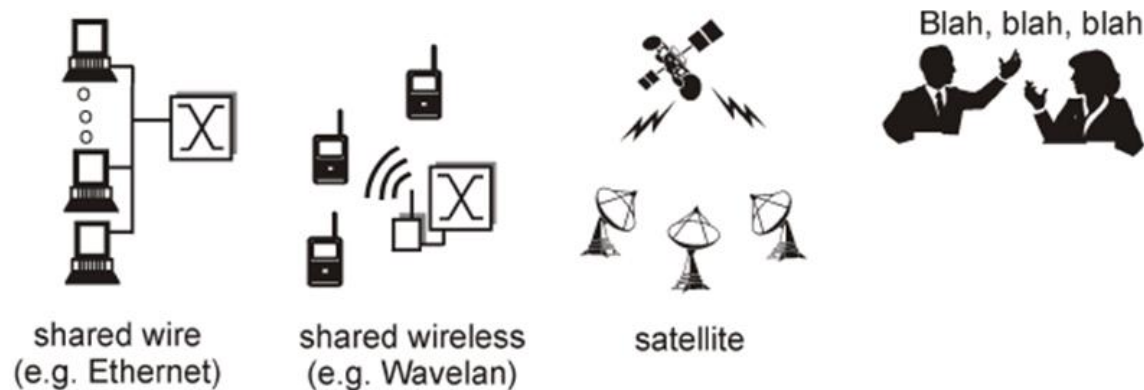 Blah, blah, blah
shared wire
(e.g. Ethernet)
shared wireless
(e.g. Wavelan)
satellite